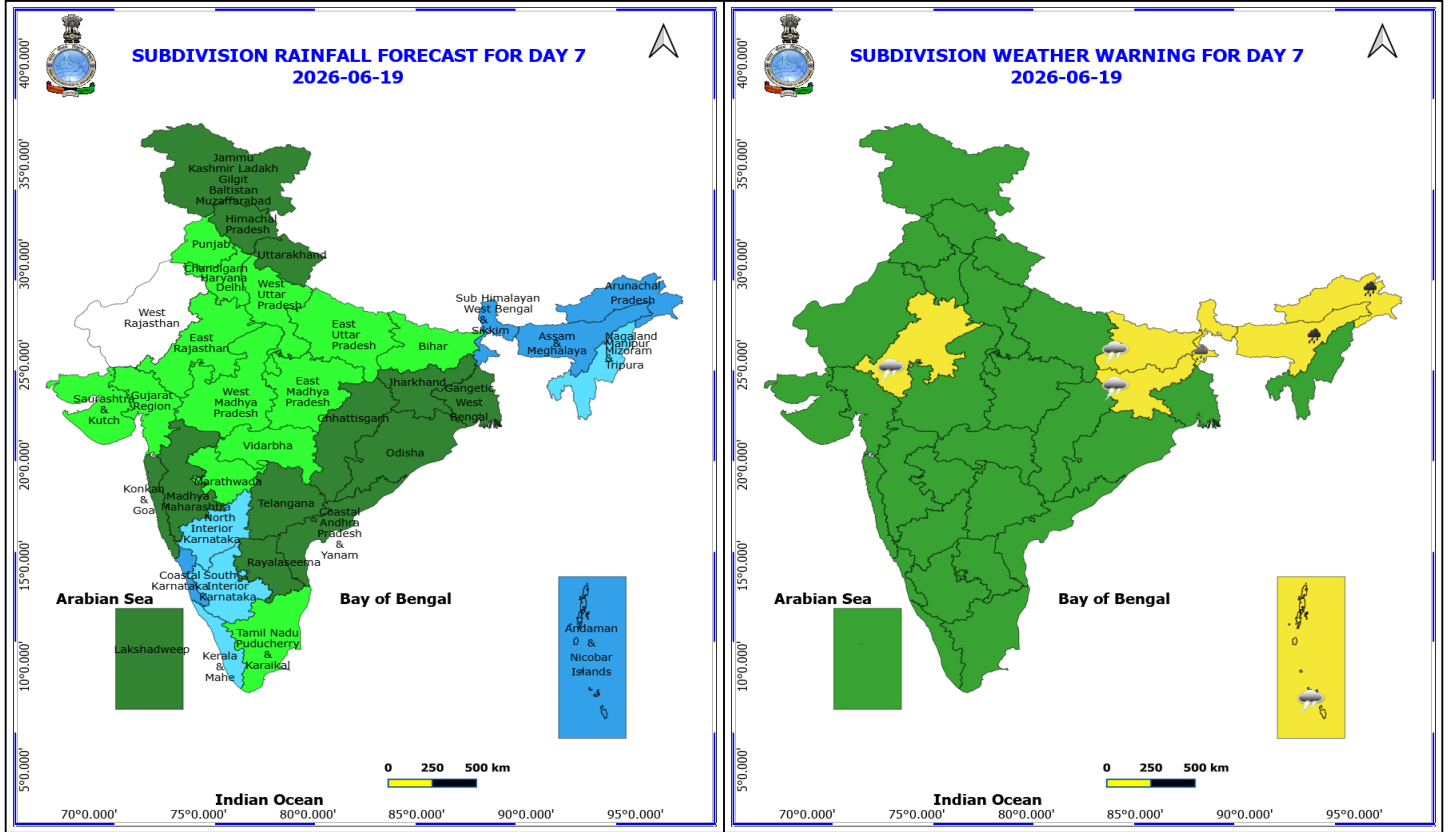 SUBDIVISION RAINFALL FORECAST FOR DAY 7
2026-06-19
40°0.000'
35°0.000'
30°0.000'
25°0.000'
20°0.000'
15°0.000'
10°0.000'
5°0.000'
Jammu
Kashmir Ladakh
Gilgit
Baltistan
Muzaffarabad
Himachal
Pradesh
Punjab
Uttarakhand
Chandigarh
Haryana
Delhi
West
Uttar
Pradesh
West
Rajasthan
East
Rajasthan
East
Uttar
Pradesh
Bihar
Sub Himalayan
West Bengal
&
Sikkim
Arunachal
Pradesh
Assam
&
Meghalaya
Nagaland
Manipur
Mizoram
&
Tripura
Saurashtra
&
Kutch
Gujarat
Region
West
Madhya
Pradesh
East
Madhya
Pradesh
Jharkhand
Gangetic
West
Bengal
Chhattisgarh
Odisha
Vidarbha
Marathwada
Konkan
&
Goa
Madhya
Maharashtra
Telangana
North
Interior
Karnataka
Coastal
Andhra
Pradesh
&
Yanam
Rayalaseema
Coastal
Karnataka
South
Interior
Karnataka
Arabian Sea
Bay of Bengal
Lakshadweep
Tamil Nadu
Puducherry
&
Karaikal
Kerala
&
Mahe
Andaman
&
Nicobar
Islands
0 250 500 km
Indian Ocean
70°0.000' 75°0.000' 80°0.000' 85°0.000' 90°0.000' 95°0.000'
SUBDIVISION WEATHER WARNING FOR DAY 7
2026-06-19
40°0.000'
35°0.000'
30°0.000'
25°0.000'
20°0.000'
15°0.000'
10°0.000'
5°0.000'
Arabian Sea
Bay of Bengal
0 250 500 km
Indian Ocean
70°0.000' 75°0.000' 80°0.000' 85°0.000' 90°0.000' 95°0.000'